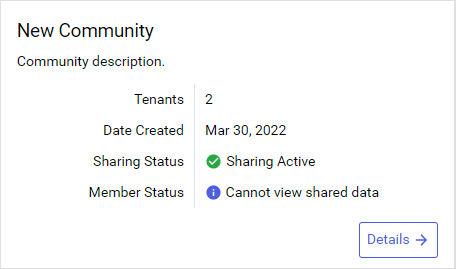 New Community
Community description.
Tenants 2
Date Created Mar 30, 2022
Sharing Status Sharing Active
Member Status Cannot view shared data
Details